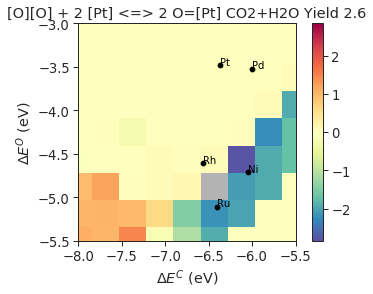 [O][O] + 2 [Pt] <=> 2 O=[Pt] CO2+H2O Yield 2.6
−3.0
−3.5
−4.0
−4.5
−5.0
−5.5
ΔE^O (eV)
Pt
Pd
Rh
Ni
Ru
−8.0 −7.5 −7.0 −6.5 −6.0 −5.5
ΔE^C (eV)
2
1
0
−1
−2